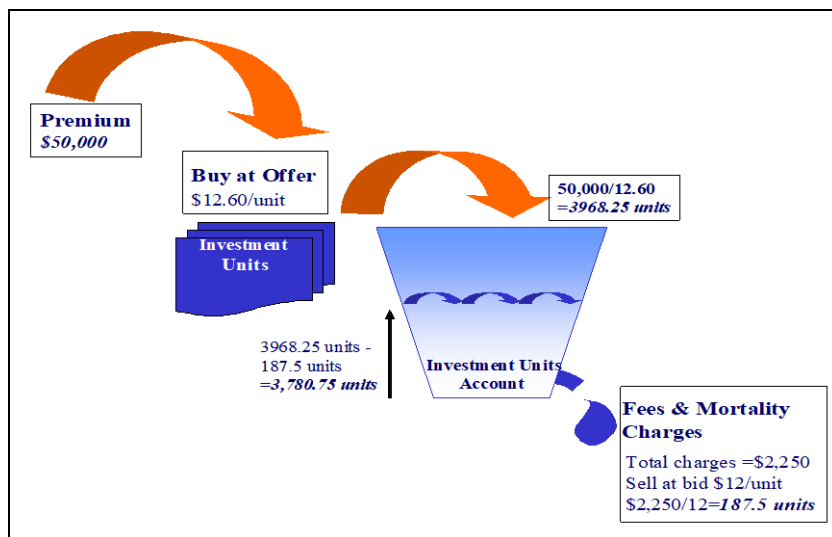 Premium
$50,000
Buy at Offer
$12.60/unit
Investment
Units
50,000/12.60
=3968.25 units
3968.25 units -
187.5 units
=3,780.75 units
Investment Units
Account
Fees & Mortality
Charges
Total charges =$2,250
Sell at bid $12/unit
$2,250/12=187.5 units